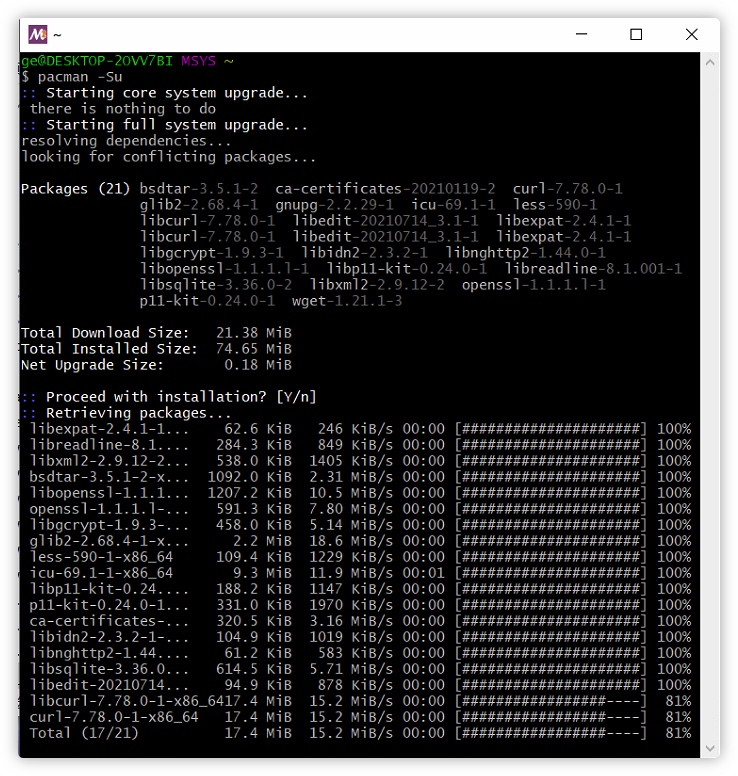 ~
ge@DESKTOP-2OVV7BI MSYS ~
$ pacman -Su
:: Starting core system upgrade...
 there is nothing to do
:: Starting full system upgrade...
resolving dependencies...
looking for conflicting packages...
Packages (21) bsdtar-3.5.1-2  ca-certificates-20210119-2  curl-7.78.0-1
glib2-2.68.4-1  gnupg-2.2.29-1  icu-69.1-1  less-590-1
libcurl-7.78.0-1  libedit-20210714_3.1-1  libexpat-2.4.1-1
libcurl-7.78.0-1  libedit-20210714_3.1-1  libexpat-2.4.1-1
libgcrypt-1.9.3-1  libidn2-2.3.2-1  libnghttp2-1.44.0-1
libopenssl-1.1.1.l-1  libp11-kit-0.24.0-1  libreadline-8.1.001-1
libsqlite-3.36.0-2  libxml2-2.9.12-2  openssl-1.1.1.l-1
p11-kit-0.24.0-1  wget-1.21.1-3
Total Download Size:   21.38 MiB
Total Installed Size:  74.65 MiB
Net Upgrade Size:       0.18 MiB
:: Proceed with installation? [Y/n]
:: Retrieving packages...
libexpat-2.4.1-1...    62.6 KiB   246 KiB/s 00:00 [######################] 100%
libreadline-8.1....   284.3 KiB   849 KiB/s 00:00 [######################] 100%
libxml2-2.9.12-2...   538.0 KiB  1405 KiB/s 00:00 [######################] 100%
bsdtar-3.5.1-2-x...  1092.0 KiB  2.31 MiB/s 00:00 [######################] 100%
libopenssl-1.1.1...  1207.2 KiB  10.5 MiB/s 00:00 [######################] 100%
openssl-1.1.1.l-...   591.3 KiB  7.80 MiB/s 00:00 [######################] 100%
libgcrypt-1.9.3-...   458.0 KiB  5.14 MiB/s 00:00 [######################] 100%
glib2-2.68.4-1-x...     2.2 MiB  18.6 MiB/s 00:00 [######################] 100%
less-590-1-x86_64     109.4 KiB  1229 KiB/s 00:00 [######################] 100%
icu-69.1-1-x86_64       9.3 MiB  11.9 MiB/s 00:01 [######################] 100%
libp11-kit-0.24....   188.2 KiB  1147 KiB/s 00:00 [######################] 100%
p11-kit-0.24.0-1...   331.0 KiB  1970 KiB/s 00:00 [######################] 100%
ca-certificates-...   320.5 KiB  3.16 MiB/s 00:00 [######################] 100%
libidn2-2.3.2-1-...   104.9 KiB  1019 KiB/s 00:00 [######################] 100%
libnghttp2-1.44....    61.2 KiB   583 KiB/s 00:00 [######################] 100%
libsqlite-3.36.0...   614.5 KiB  5.71 MiB/s 00:00 [######################] 100%
libedit-20210714...    94.9 KiB   878 KiB/s 00:00 [######################] 100%
libcurl-7.78.0-1-x86_6417.4 MiB  15.2 MiB/s 00:00 [##################----]  81%
curl-7.78.0-1-x86_64   17.4 MiB  15.2 MiB/s 00:00 [##################----]  81%
Total (17/21)          17.4 MiB  15.2 MiB/s 00:00 [##################----]  81%